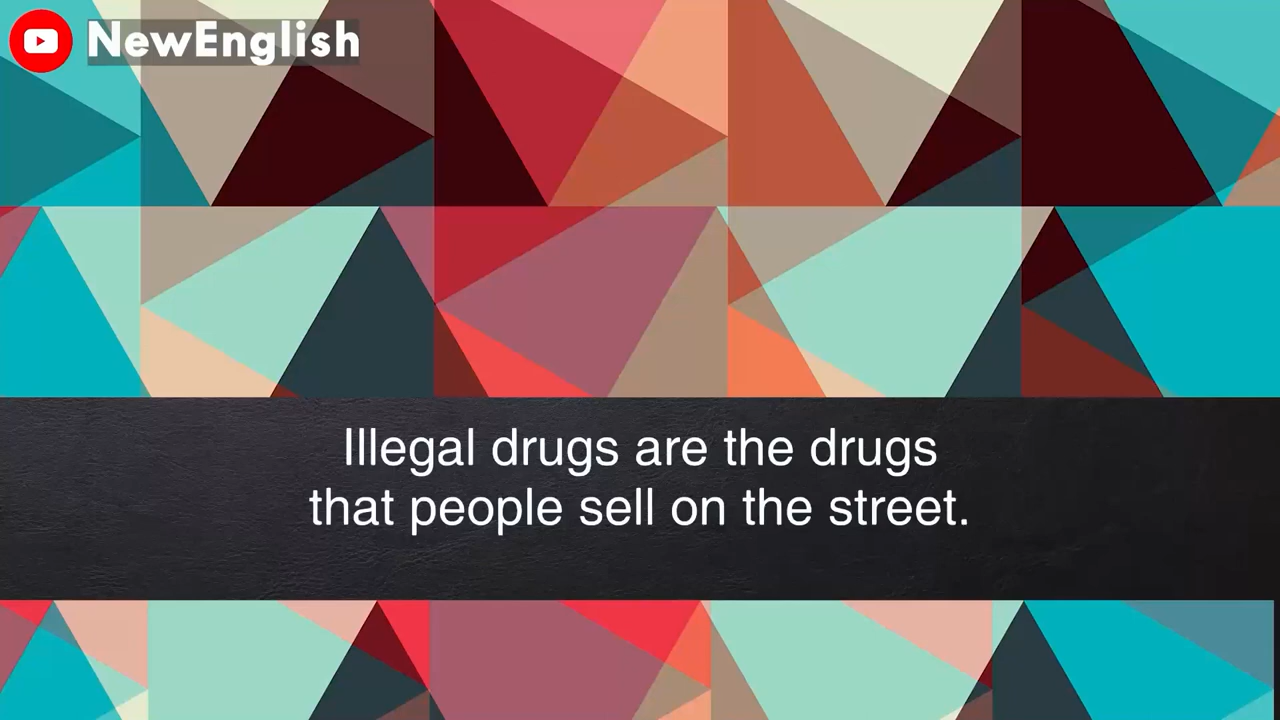 NewEnglish
Illegal drugs are the drugs
that people sell on the street.